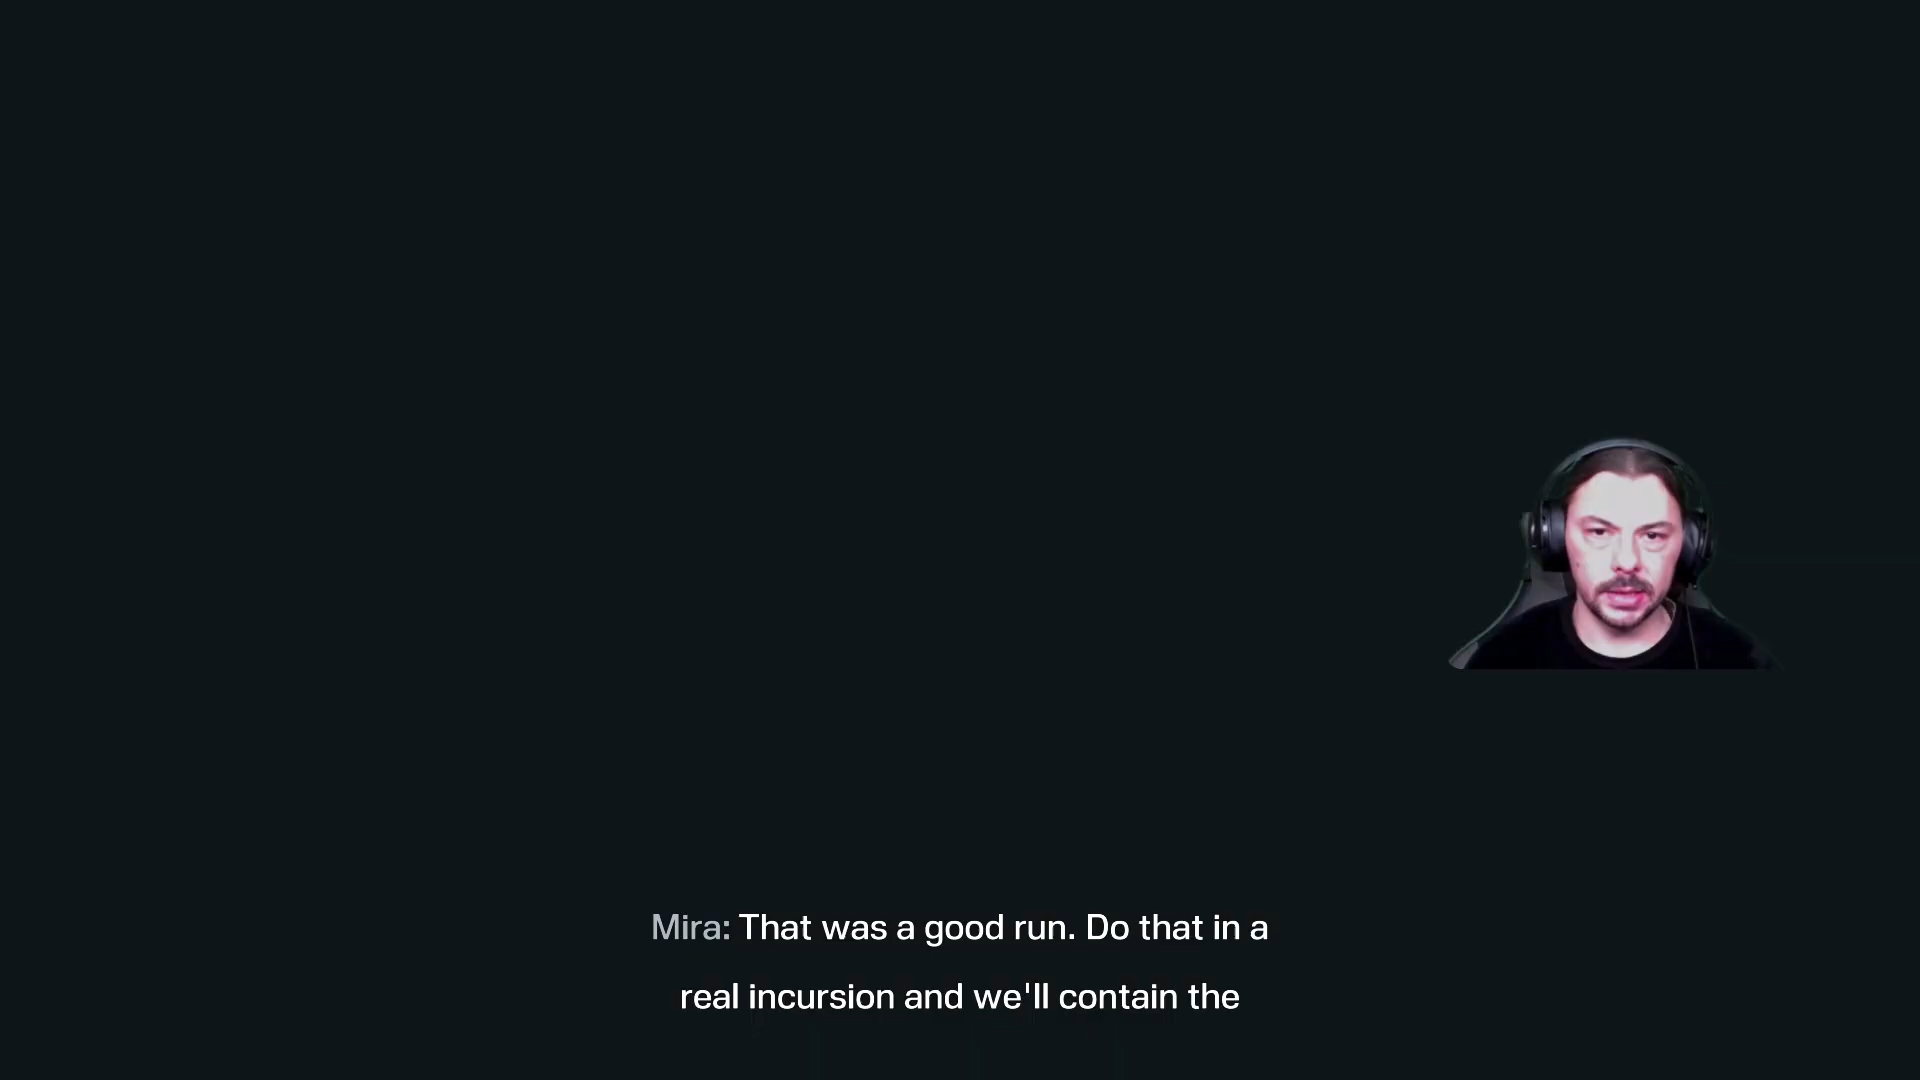 Mira: That was a good run. Do that in a
real incursion and we'll contain the